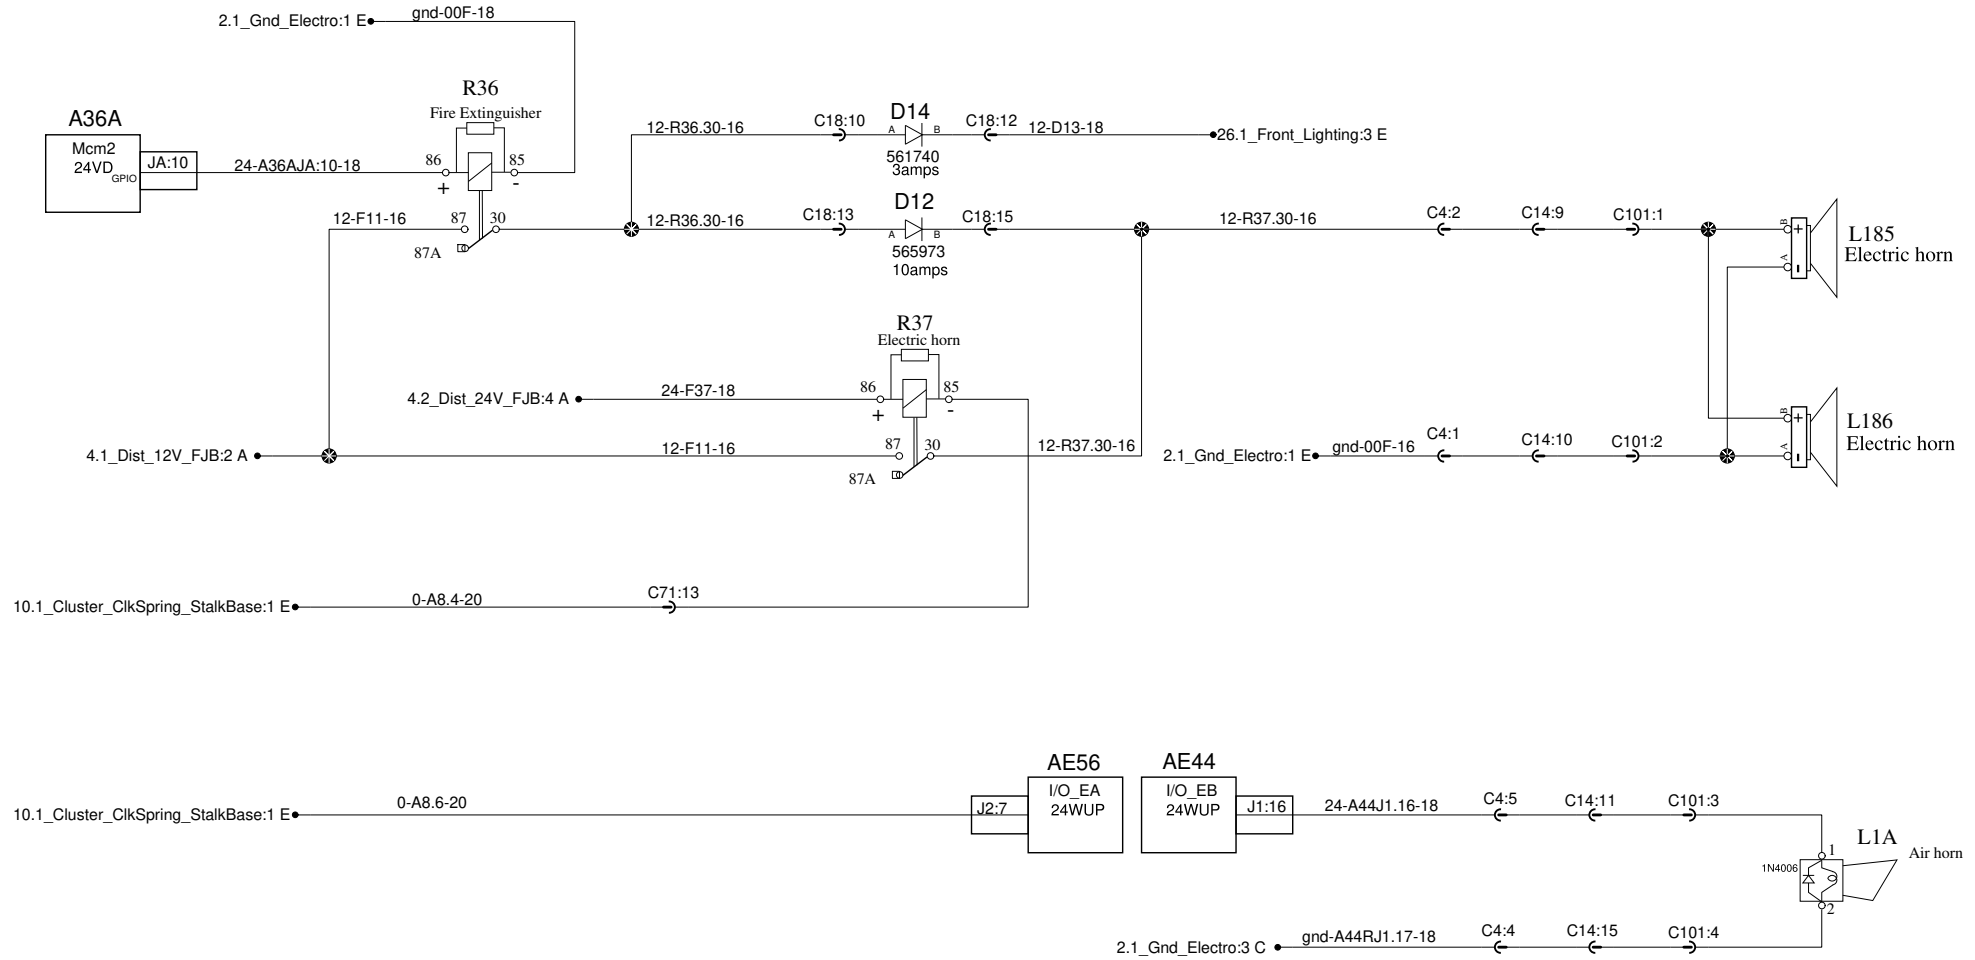 2.1_Gnd_Electro:1 E
gnd-00F-18
R36
Fire Extinguisher
A36A
Mcm2
24VD
GPIO
JA:10
24-A36AJA:10-18
86
85
+
-
12-F11-16
87
30
87A
12-R36.30-16
C18:10
D14
A
B
561740
3amps
C18:12
12-D13-18
26.1_Front_Lighting:3 E
12-R36.30-16
C18:13
D12
A
B
565973
10amps
C18:15
12-R37.30-16
C4:2
C14:9
C101:1
B
+
A
-
L185
Electric horn
R37
Electric horn
4.2_Dist_24V_FJB:4 A
24-F37-18
86
85
+
-
4.1_Dist_12V_FJB:2 A
12-F11-16
87
30
87A
12-R37.30-16
2.1_Gnd_Electro:1 E
gnd-00F-16
C4:1
C14:10
C101:2
B
+
A
-
L186
Electric horn
10.1_Cluster_ClkSpring_StalkBase:1 E
0-A8.4-20
C71:13
10.1_Cluster_ClkSpring_StalkBase:1 E
0-A8.6-20
J2:7
AE56
I/O_EA
24WUP
AE44
I/O_EB
24WUP
J1:16
24-A44J1.16-18
C4:5
C14:11
C101:3
L1A
Air horn
1
1N4006
2
2.1_Gnd_Electro:3 C
gnd-A44RJ1.17-18
C4:4
C14:15
C101:4